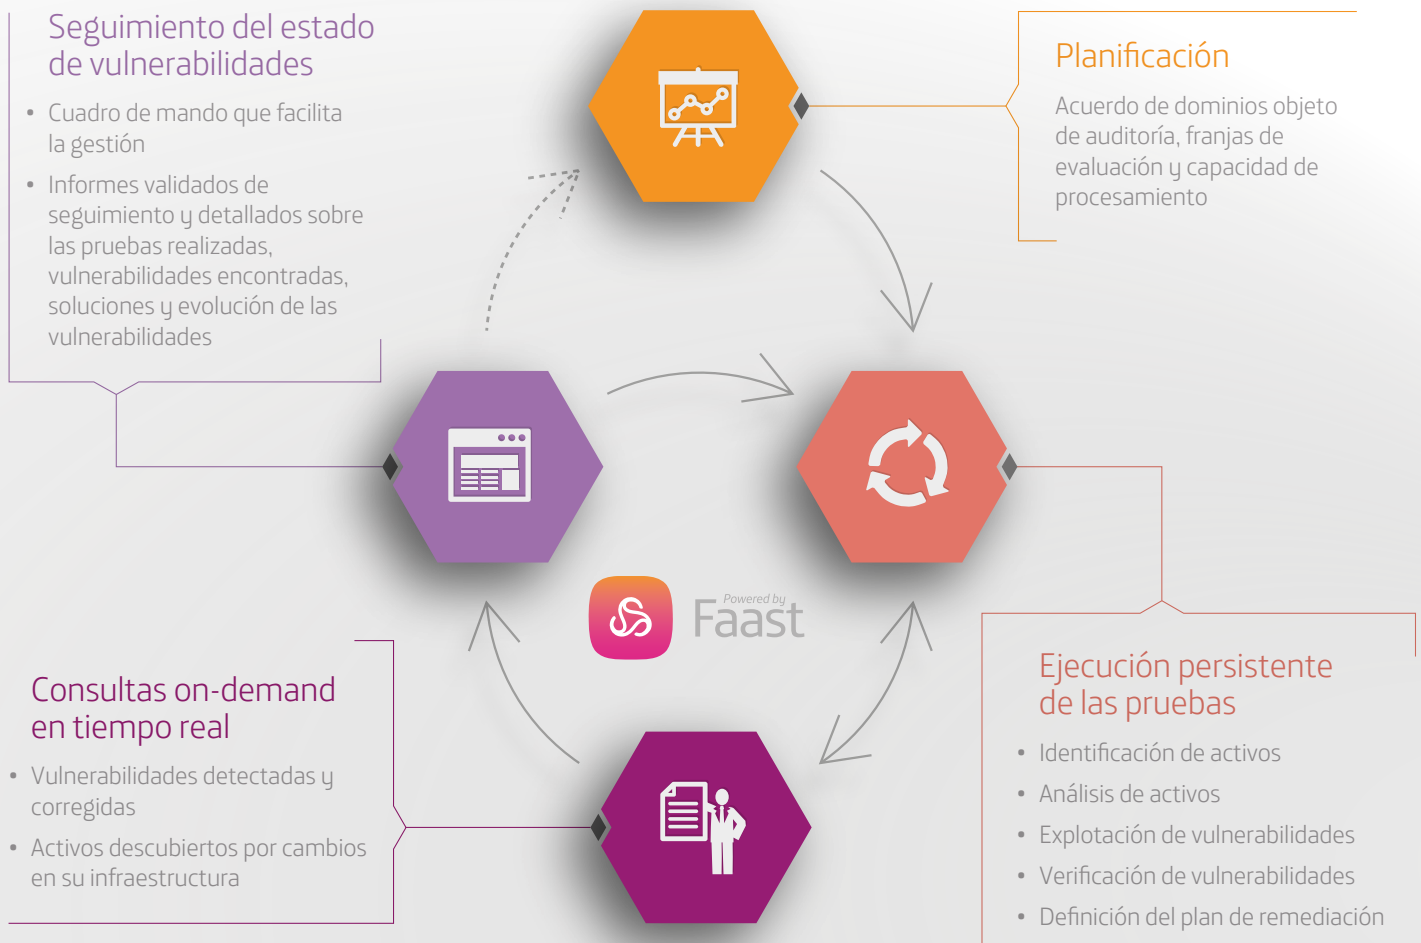 Seguimiento del estado
de vulnerabilidades
• Cuadro de mando que facilita
la gestión
• Informes validados de
seguimiento y detallados sobre
las pruebas realizadas,
vulnerabilidades encontradas,
soluciones y evolución de las
vulnerabilidades
Planificación
Acuerdo de dominios objeto
de auditoría, franjas de
evaluación y capacidad de
procesamiento
Powered by
Faast
Consultas on-demand
en tiempo real
• Vulnerabilidades detectadas y
corregidas
• Activos descubiertos por cambios
en su infraestructura
Ejecución persistente
de las pruebas
• Identificación de activos
• Análisis de activos
• Explotación de vulnerabilidades
• Verificación de vulnerabilidades
• Definición del plan de remediación